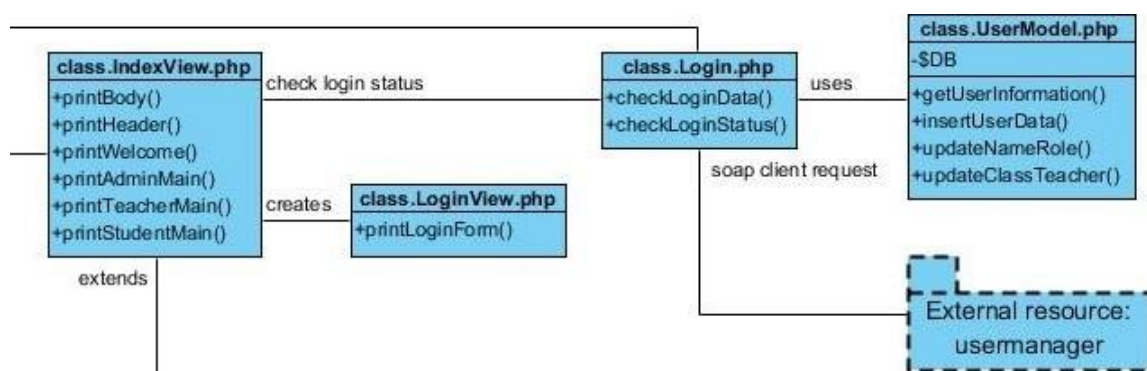 class.IndexView.php
+printBody()
+printHeader()
+printWelcome()
+printAdminMain()
+printTeacherMain()
+printStudentMain()
check login status
class.Login.php
+checkLoginData()
+checkLoginStatus()
uses
class.UserModel.php
-$DB
+getUserInformation()
+insertUserData()
+updateNameRole()
+updateClassTeacher()
creates
class.LoginView.php
+printLoginForm()
soap client request
extends
External resource:
usermanager